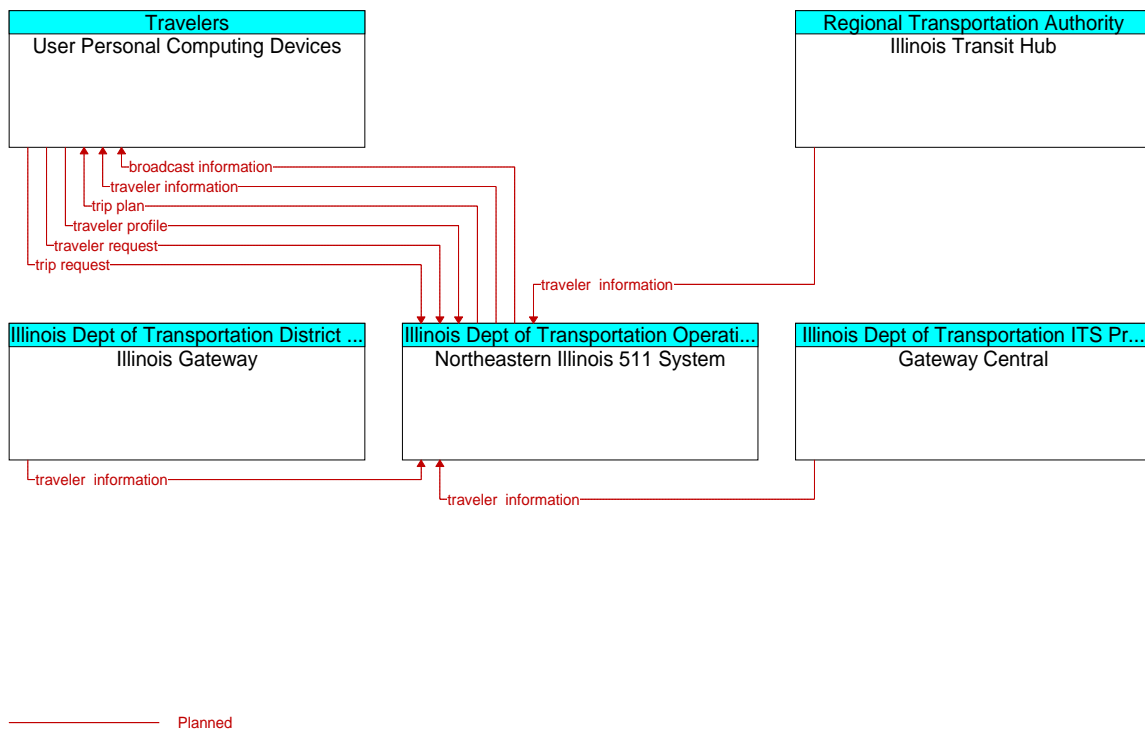 Travelers
User Personal Computing Devices
Regional Transportation Authority
Illinois Transit Hub
broadcast information
traveler information
trip plan
traveler profile
traveler request
trip request
traveler information
Illinois Dept of Transportation District ...
Illinois Gateway
Illinois Dept of Transportation Operati...
Northeastern Illinois 511 System
Illinois Dept of Transportation ITS Pr...
Gateway Central
traveler information
traveler information
Planned